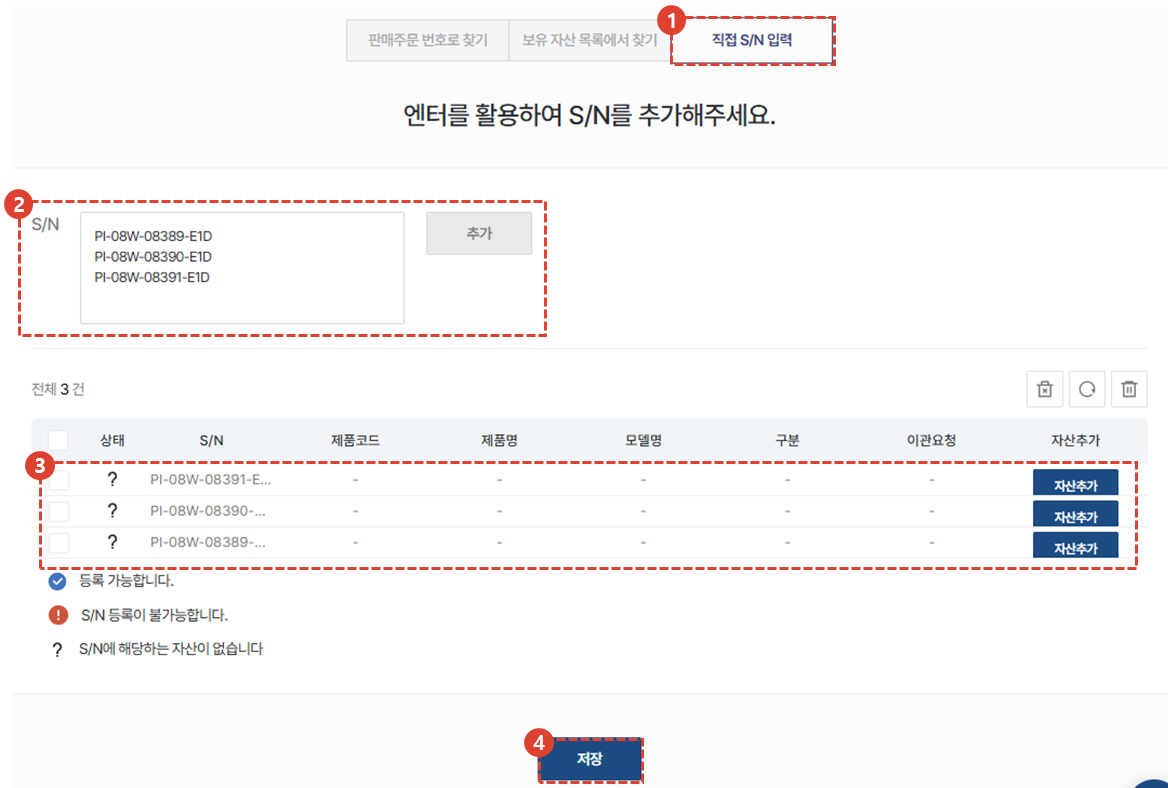 판매주문 번호로 찾기 보유 자산 목록에서 찾기 1 직접 S/N 입력
엔터를 활용하여 S/N를 추가해주세요.
2
S/N
PI-08W-08389-E1D
PI-08W-08390-E1D
PI-08W-08391-E1D
추가
전체 3 건
상태 S/N 제품코드 제품명 모델명 구분 이관요청 자산추가
3
? PI-08W-08391-E... - - - - - 자산추가
? PI-08W-08390-... - - - - - 자산추가
? PI-08W-08389-... - - - - - 자산추가
등록 가능합니다.
! S/N 등록이 불가능합니다.
? S/N에 해당하는 자산이 없습니다
4 저장